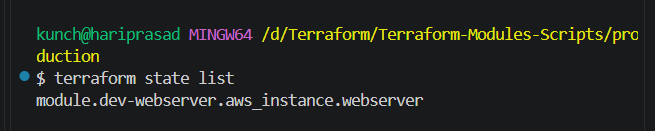 kunch@hariprasad MINGW64 /d/Terraform/Terraform-Modules-Scripts/pro
duction
$ terraform state list
module.dev-webserver.aws_instance.webserver